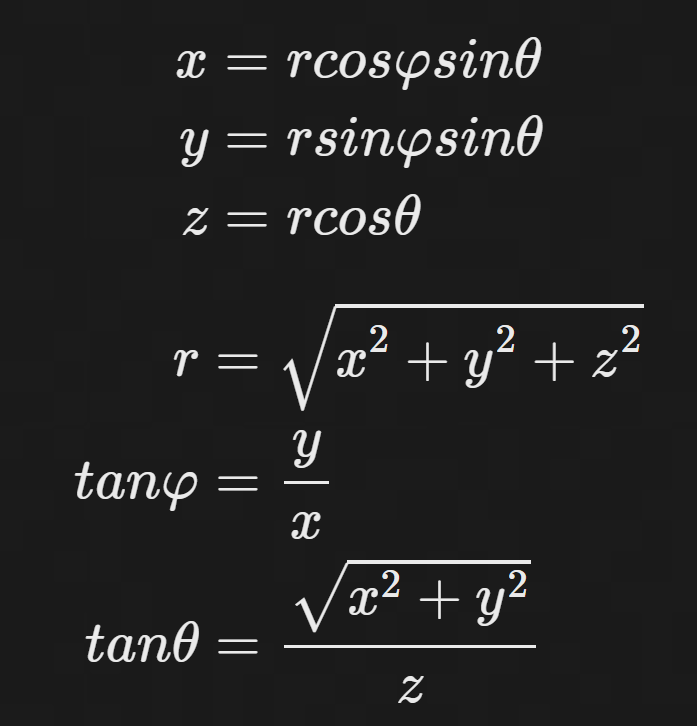 x = rcosφsinθ
y = rsinφsinθ
z = rcosθ
r = √(x² + y² + z²)
tanφ = y/x
tanθ = √(x² + y²)/z